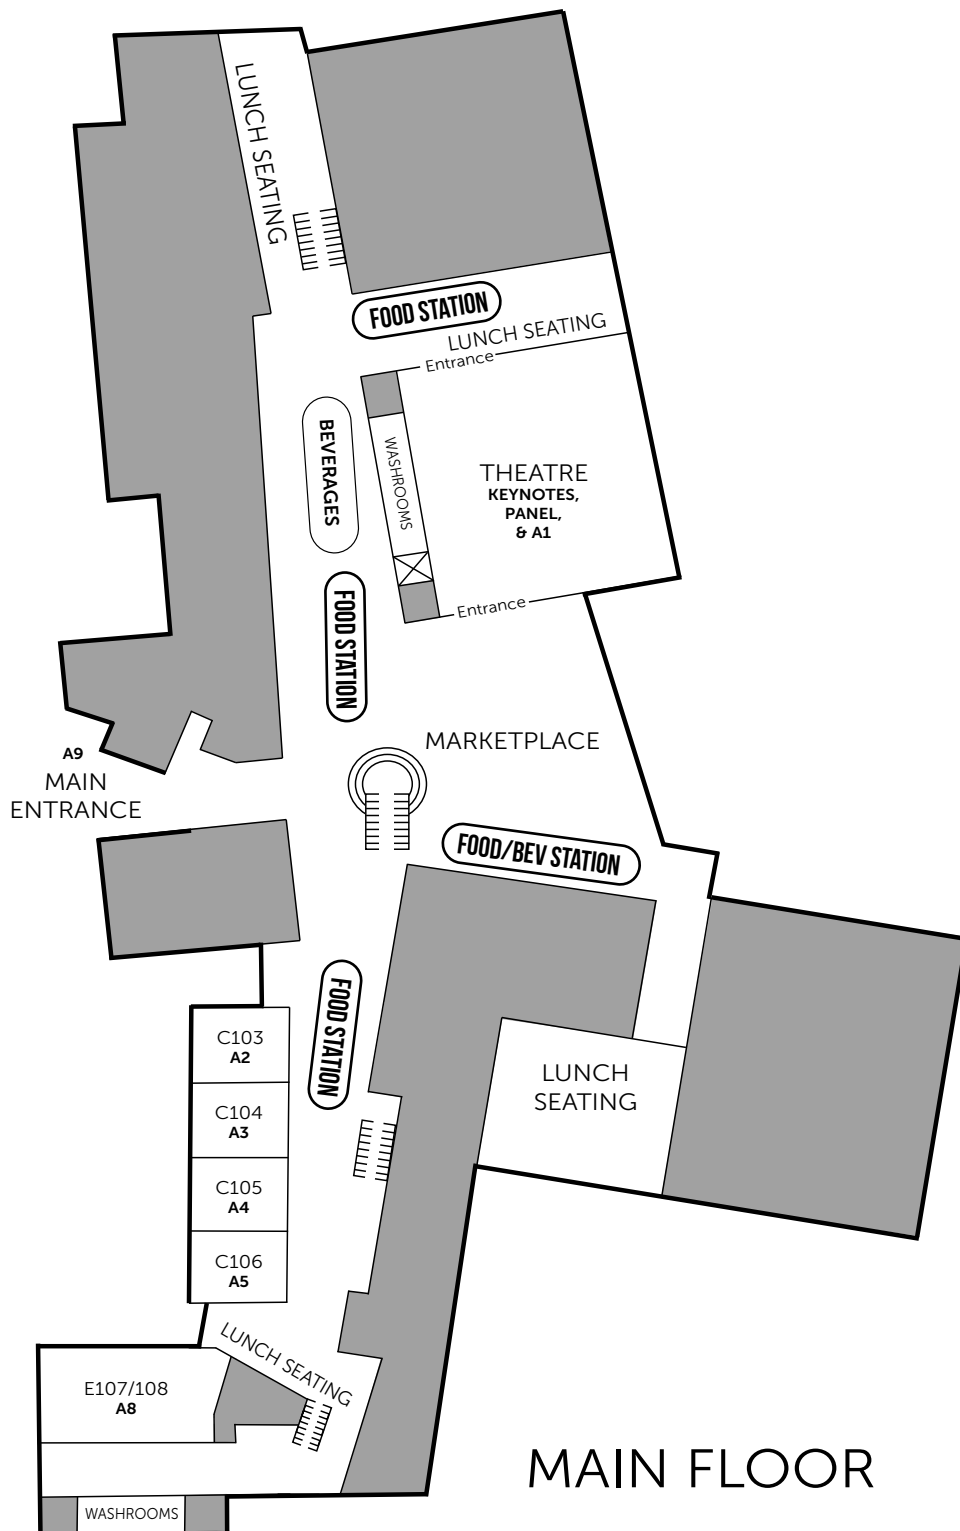 LUNCH SEATING
FOOD STATION
LUNCH SEATING
Entrance
BEVERAGES
WASHROOMS
THEATRE
KEYNOTES,
PANEL,
& A1
FOOD STATION
Entrance
MARKETPLACE
A9
MAIN
ENTRANCE
FOOD/BEV STATION
FOOD STATION
C103
A2
C104
A3
C105
A4
C106
A5
LUNCH
SEATING
LUNCH SEATING
E107/108
A8
MAIN FLOOR
WASHROOMS